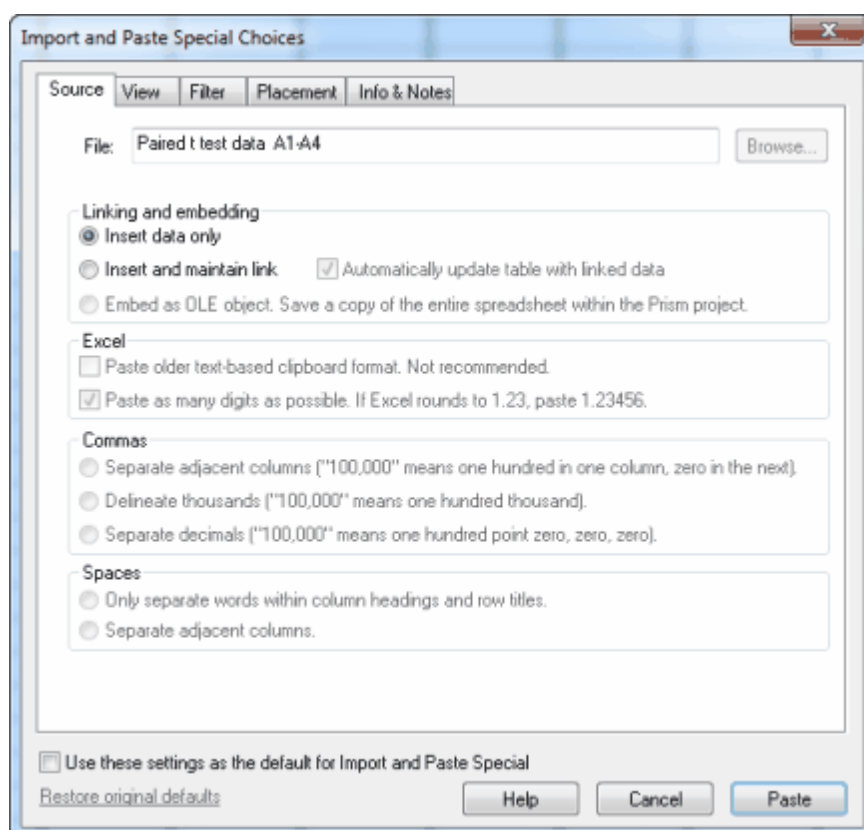 Import and Paste Special Choices
Source View Filter Placement Info & Notes
File: Paired t test data A1-A4 Browse...
Linking and embedding
Insert data only
Insert and maintain link Automatically update table with linked data
Embed as OLE object. Save a copy of the entire spreadsheet within the Prism project.
Excel
Paste older text-based clipboard format. Not recommended.
Paste as many digits as possible. If Excel rounds to 1.23, paste 1.23456.
Commas
Separate adjacent columns ("100,000" means one hundred in one column, zero in the next).
Delineate thousands ("100,000" means one hundred thousand).
Separate decimals ("100,000" means one hundred point zero, zero, zero).
Spaces
Only separate words within column headings and row titles.
Separate adjacent columns.
Use these settings as the default for Import and Paste Special
Restore original defaults Help Cancel Paste